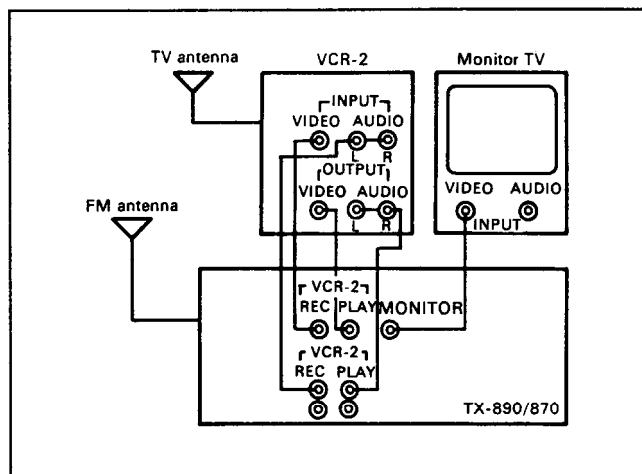 TV antenna
VCR-2
Monitor TV
INPUT
VIDEO AUDIO
L R
OUTPUT
VIDEO AUDIO
L R
VIDEO AUDIO
INPUT
FM antenna
VCR-2
REC PLAY MONITOR
VCR-2
REC PLAY
TX-890/870